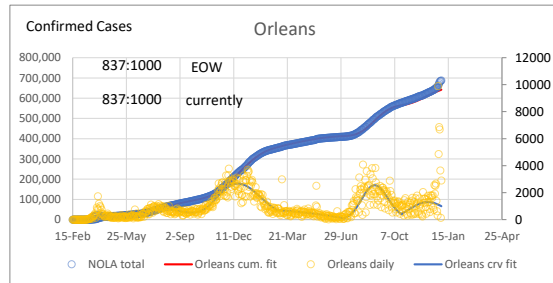 Confirmed Cases
Orleans
837:1000 EOW
837:1000 currently
800,000
700,000
600,000
500,000
400,000
300,000
200,000
100,000
0
12000
10000
8000
6000
4000
2000
0
15-Feb 25-May 2-Sep 11-Dec 21-Mar 29-Jun 7-Oct 15-Jan 25-Apr
NOLA total Orleans cum. fit Orleans daily Orleans crv fit